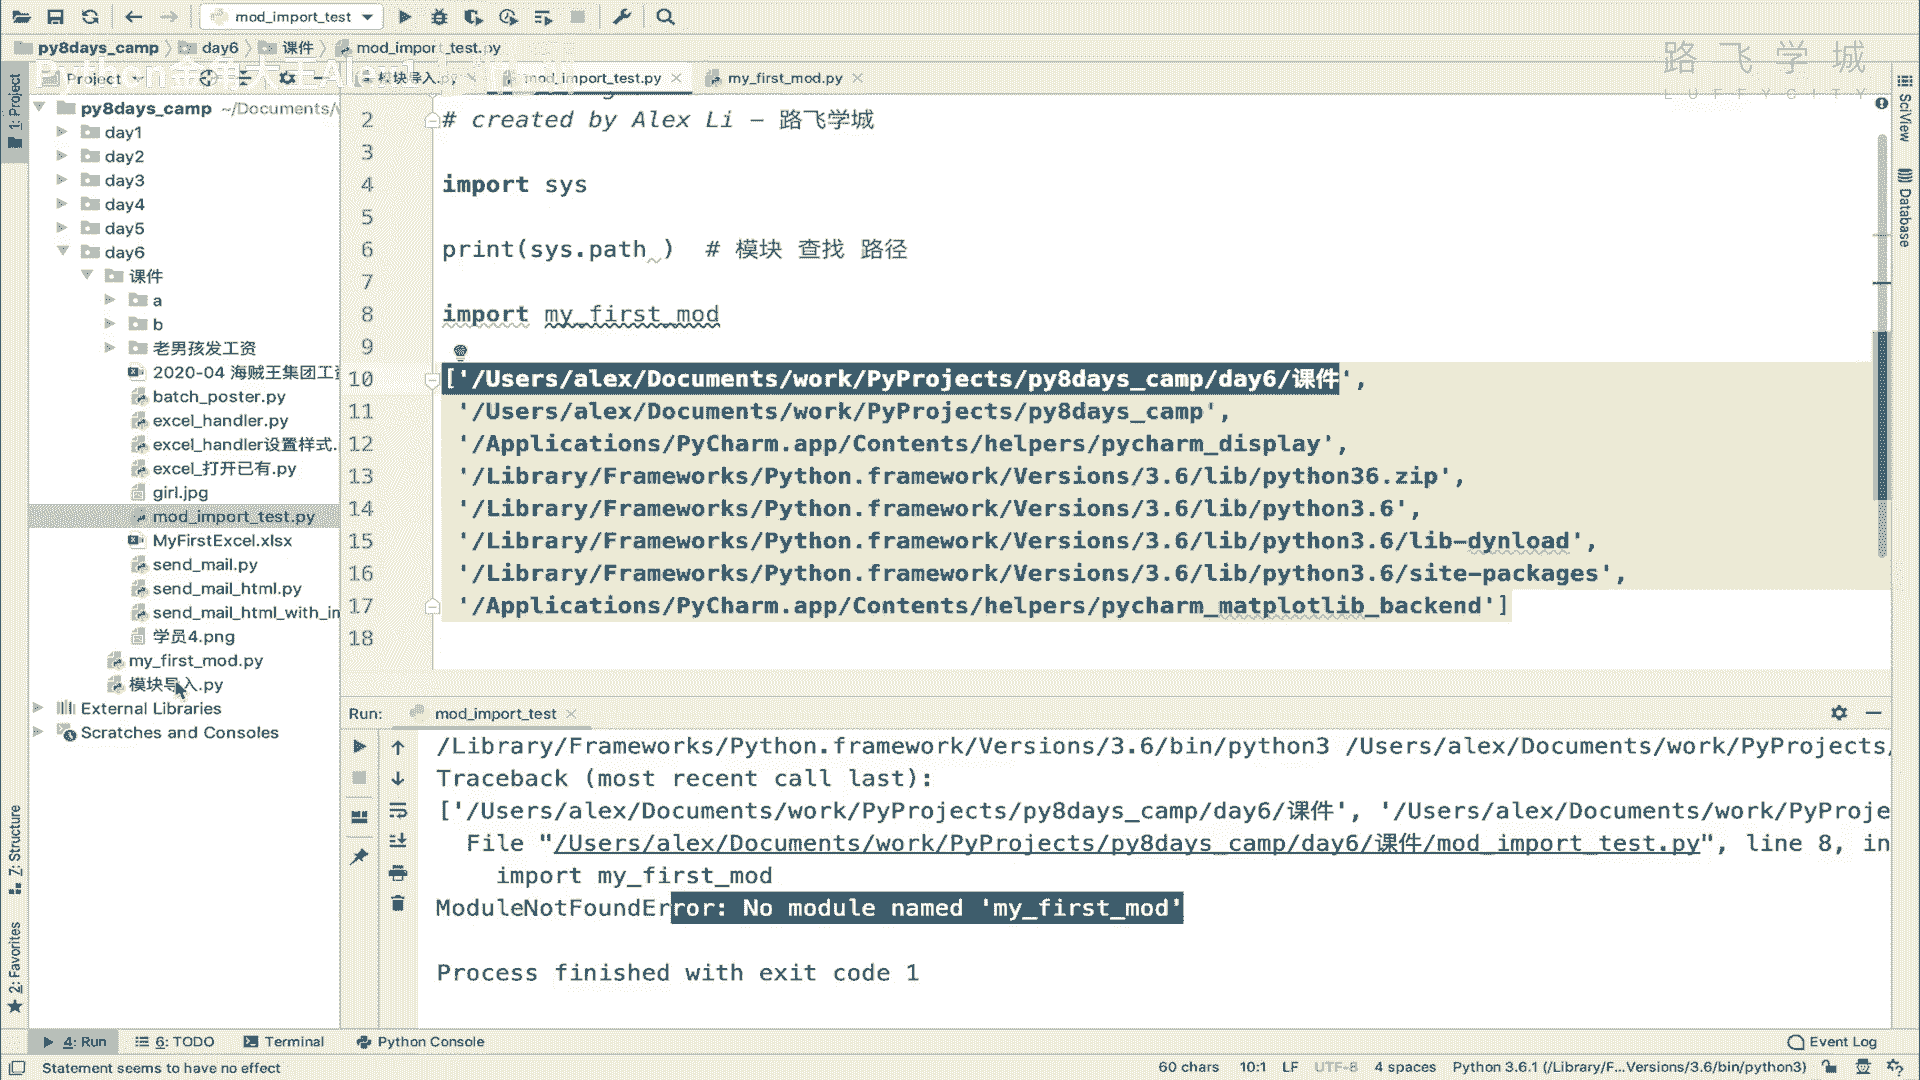 mod_import_test
py8days_camp
day6
课件
mod_import_test.py
路飞学城
LUFFYCITY
Python金角大王Alex1
Project
mod_import_test.py
my_first_mod.py
1: Project
py8days_camp ~/Documents/
day1
day2
day3
day4
day5
day6
课件
a
b
老男孩发工资
2020-04 海贼王集团工
batch_poster.py
excel_handler.py
excel_handler设置样式.
excel_打开已有.py
girl.jpg
mod_import_test.py
MyFirstExcel.xlsx
send_mail.py
send_mail_html.py
send_mail_html_with_in
学员4.png
my_first_mod.py
模块导入.py
External Libraries
Scratches and Consoles
2 # created by Alex Li – 路飞学城
3
4 import sys
5
6 print(sys.path ) # 模块 查找 路径
7
8 import my_first_mod
9
10 ['/Users/alex/Documents/work/PyProjects/py8days_camp/day6/课件',
11 '/Users/alex/Documents/work/PyProjects/py8days_camp',
12 '/Applications/PyCharm.app/Contents/helpers/pycharm_display',
13 '/Library/Frameworks/Python.framework/Versions/3.6/lib/python36.zip',
14 '/Library/Frameworks/Python.framework/Versions/3.6/lib/python3.6',
15 '/Library/Frameworks/Python.framework/Versions/3.6/lib/python3.6/lib-dynload',
16 '/Library/Frameworks/Python.framework/Versions/3.6/lib/python3.6/site-packages',
17 '/Applications/PyCharm.app/Contents/helpers/pycharm_matplotlib_backend']
18
SciView
Database
Run: mod_import_test
/Library/Frameworks/Python.framework/Versions/3.6/bin/python3 /Users/alex/Documents/work/PyProjects/
Traceback (most recent call last):
['/Users/alex/Documents/work/PyProjects/py8days_camp/day6/课件', '/Users/alex/Documents/work/PyProje
File "/Users/alex/Documents/work/PyProjects/py8days_camp/day6/课件/mod_import_test.py", line 8, in
import my_first_mod
ModuleNotFoundError: No module named 'my_first_mod'
Process finished with exit code 1
Z: Structure
2: Favorites
4: Run
6: TODO
Terminal
Python Console
Event Log
Statement seems to have no effect
60 chars
10:1
LF
UTF-8
4 spaces
Python 3.6.1 (/Library/F...Versions/3.6/bin/python3)